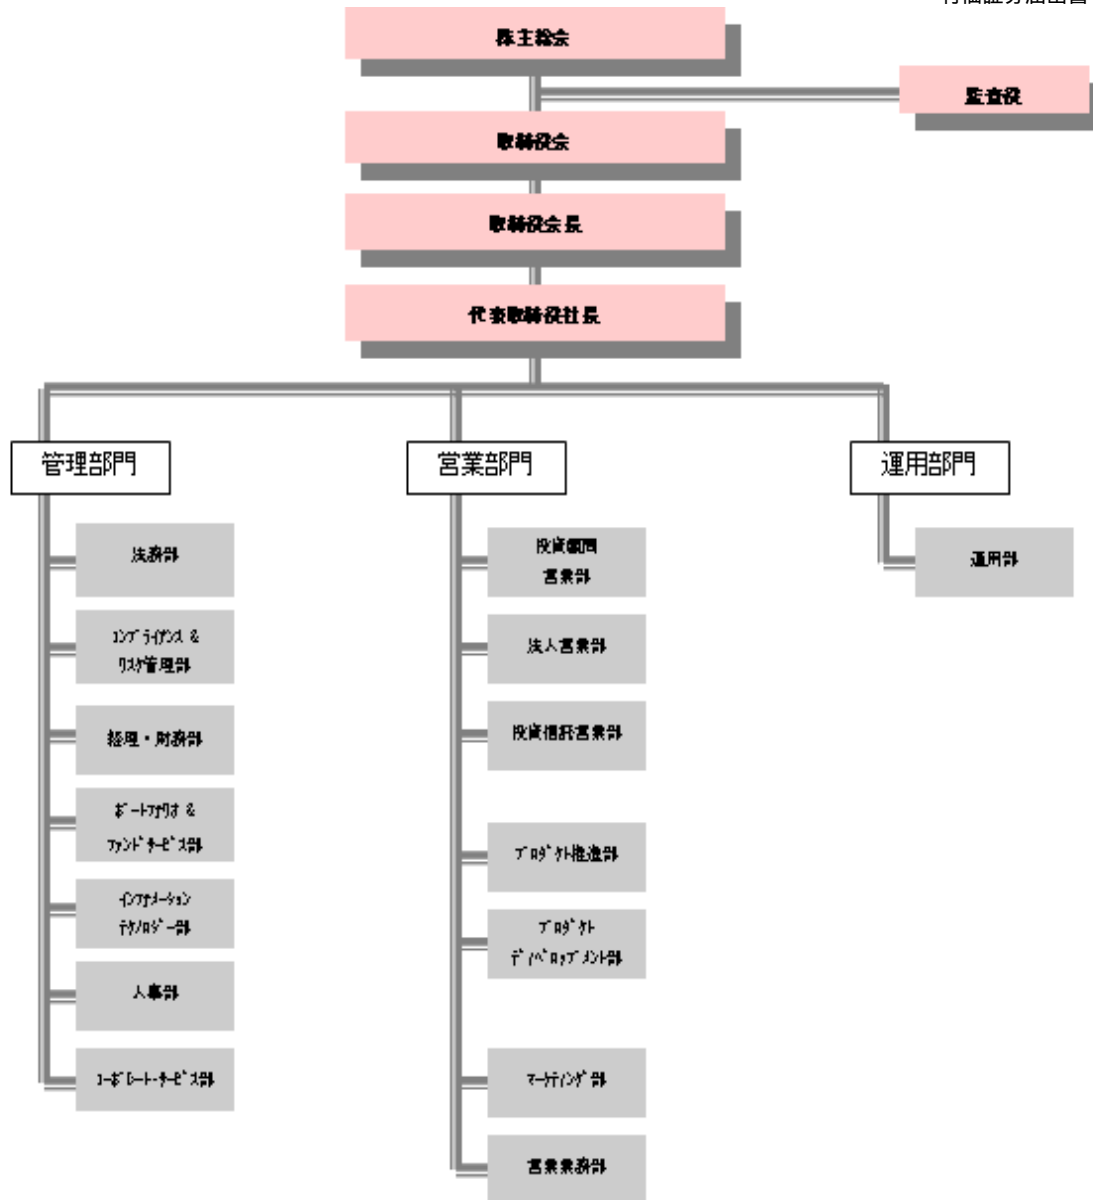 有価証券届出書
株主総会
監査役
取締役会
取締役会長
代表取締役社長
管理部門
営業部門
運用部門
法務部
ｺﾝﾌﾟﾗｲｱﾝｽ &
ﾘｽｸ管理部
経理・財務部
ﾎﾟｰﾄﾌｫﾘｵ &
ﾌｧﾝﾄﾞｻｰﾋﾞｽ部
ｲﾝﾌｫﾒｰｼｮﾝ
ﾃｸﾉﾛｼﾞｰ部
人事部
ｺｰﾎﾟﾚｰﾄ･ｻｰﾋﾞｽ部
投資顧問
営業部
法人営業部
投資信託営業部
ﾌﾟﾛﾀﾞｸﾄ推進部
ﾌﾟﾛﾀﾞｸﾄ
ﾃﾞｨﾍﾞﾛｯﾌﾟﾒﾝﾄ部
ﾏｰｹﾃｨﾝｸﾞ部
営業業務部
運用部